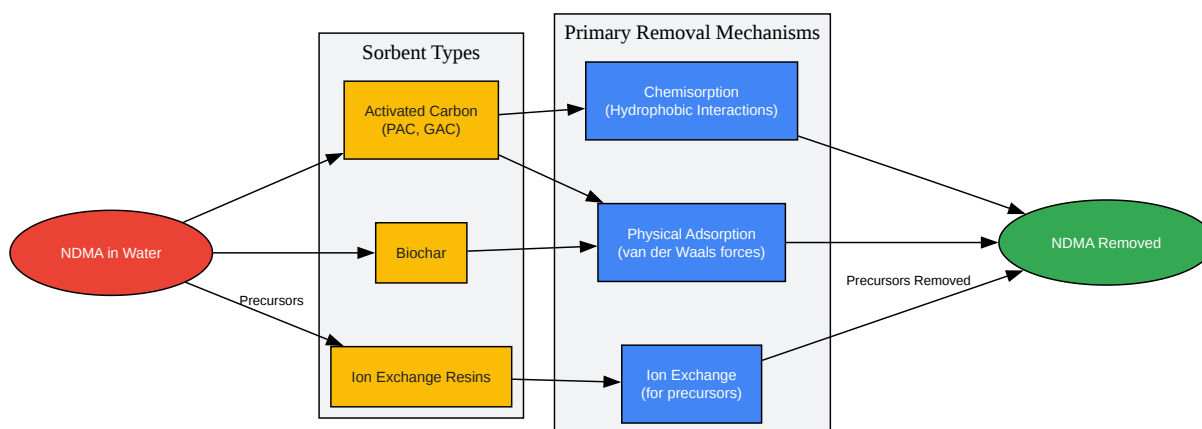 Primary Removal Mechanisms
Sorbent Types
Activated Carbon
(PAC, GAC)
Chemisorption
(Hydrophobic Interactions)
NDMA in Water
Biochar
Physical Adsorption
(van der Waals forces)
NDMA Removed
Precursors
Precursors Removed
Ion Exchange Resins
Ion Exchange
(for precursors)